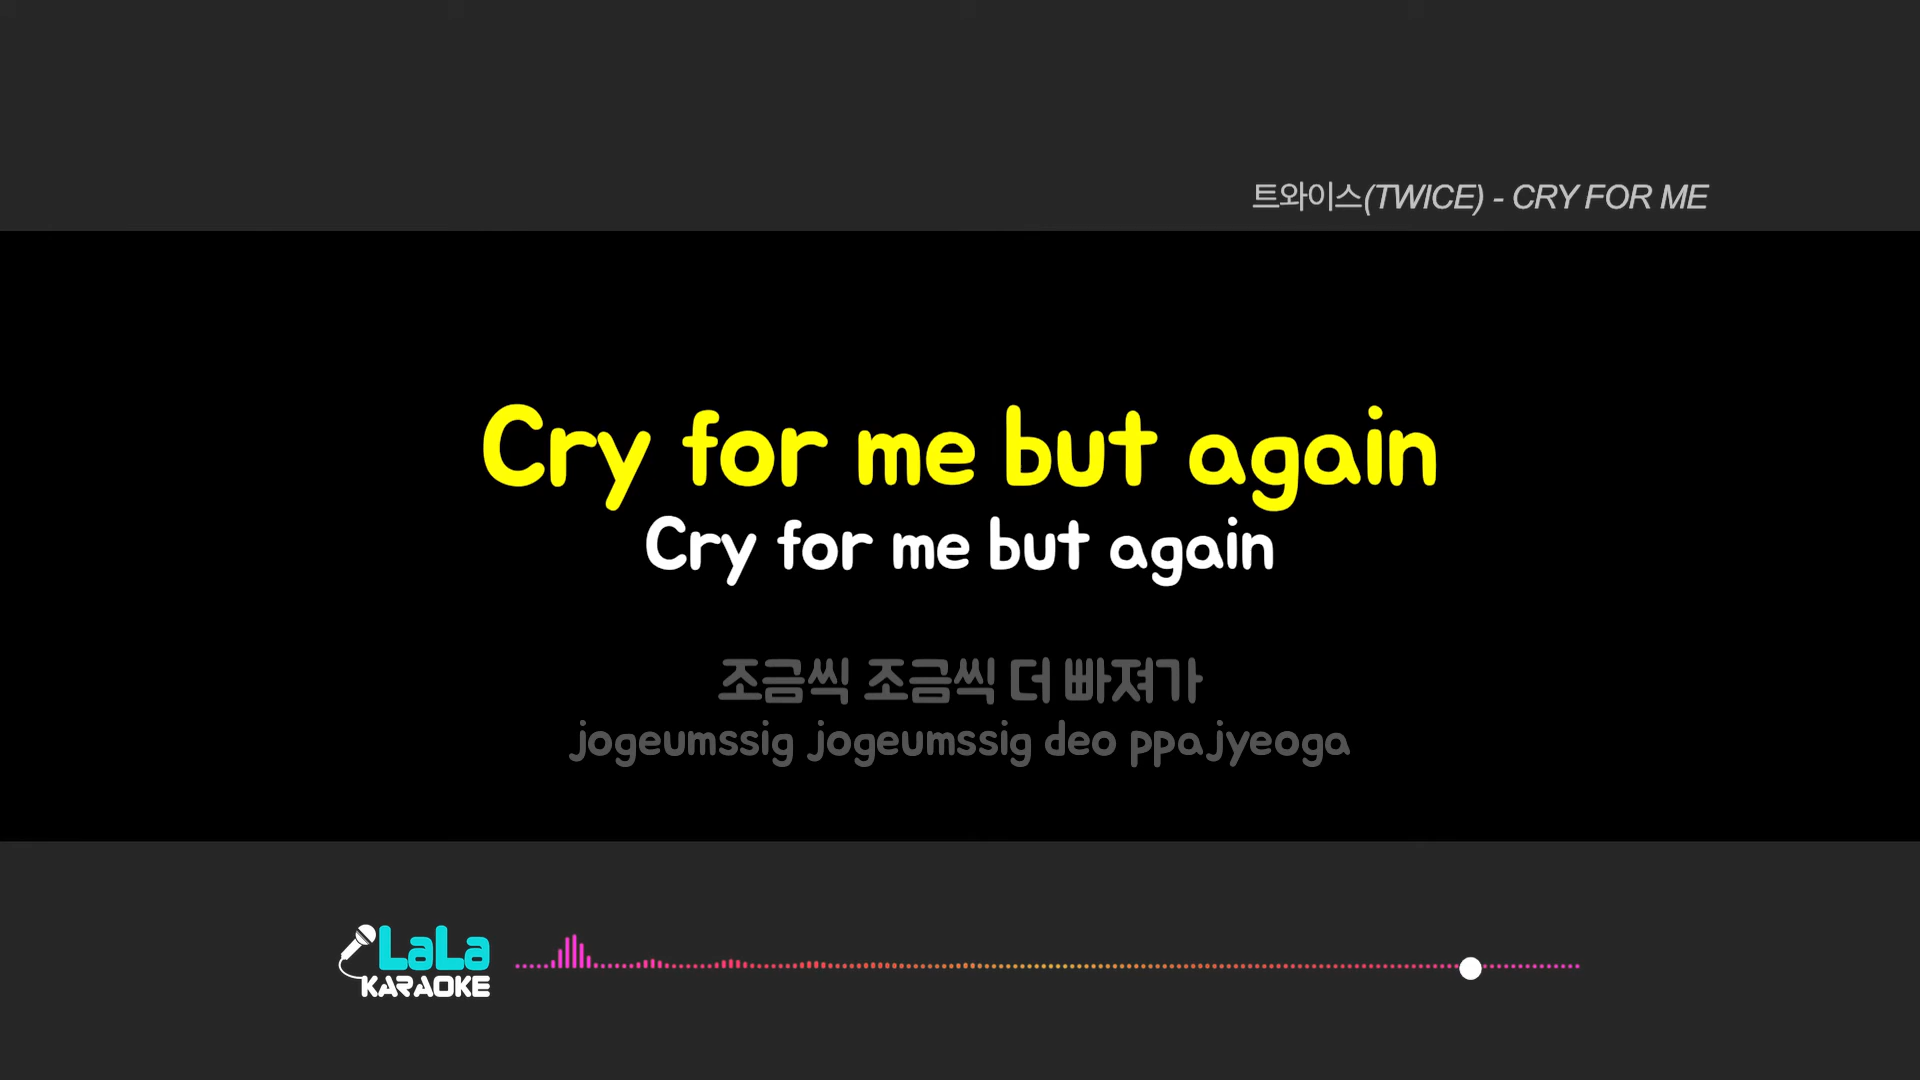 트와이스(TWICE) - CRY FOR ME
Cry for me but again
Cry for me but again
조금씩 조금씩 더 빠져가
jogeumssig jogeumssig deo ppajyeoga
LaLa
KARAOKE